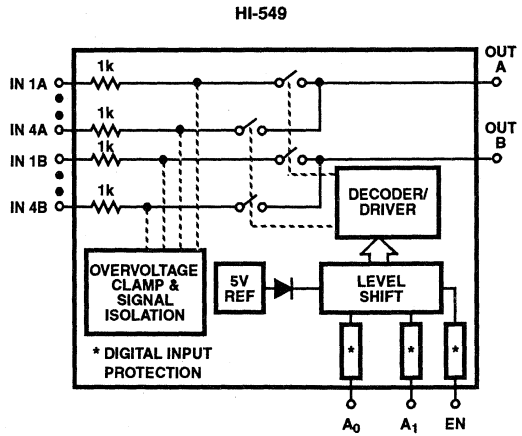 HI-549
OUT
A
IN 1A
1k
IN 4A
1k
OUT
B
IN 1B
1k
IN 4B
1k
DECODER/
DRIVER
OVERVOLTAGE
CLAMP &
SIGNAL
ISOLATION
5V
REF
LEVEL
SHIFT
* DIGITAL INPUT
PROTECTION
*
*
*
A0
A1
EN